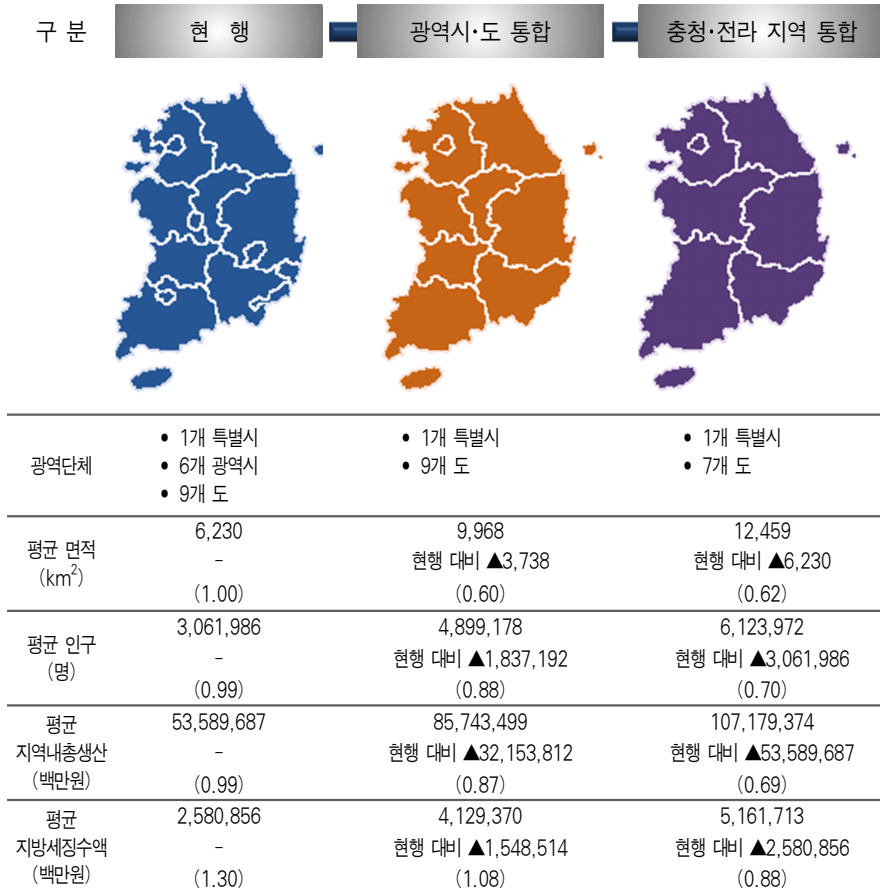 구 분 현 행 광역시·도 통합 충청·전라 지역 통합
광역단체
• 1개 특별시
• 6개 광역시
• 9개 도
• 1개 특별시
• 9개 도
• 1개 특별시
• 7개 도
평균 면적
(km²)
6,230
-
(1.00)
9,968
현행 대비 ▲3,738
(0.60)
12,459
현행 대비 ▲6,230
(0.62)
평균 인구
(명)
3,061,986
-
(0.99)
4,899,178
현행 대비 ▲1,837,192
(0.88)
6,123,972
현행 대비 ▲3,061,986
(0.70)
평균
지역내총생산
(백만원)
53,589,687
-
(0.99)
85,743,499
현행 대비 ▲32,153,812
(0.87)
107,179,374
현행 대비 ▲53,589,687
(0.69)
평균
지방세징수액
(백만원)
2,580,856
-
(1.30)
4,129,370
현행 대비 ▲1,548,514
(1.08)
5,161,713
현행 대비 ▲2,580,856
(0.88)